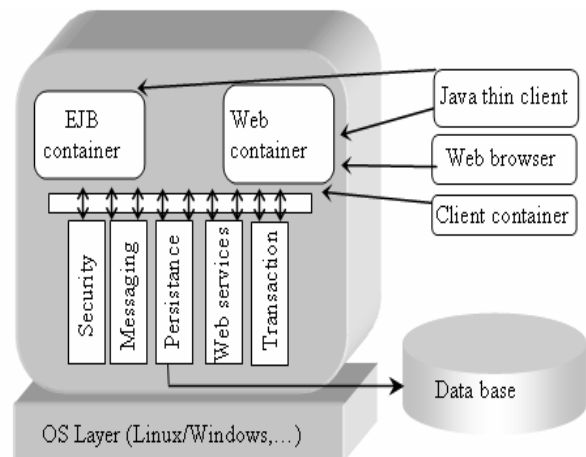 EJB
container
Web
container
Java thin client
Web browser
Client container
Security
Messaging
Persistance
Web services
Transaction
Data base
OS Layer (Linux/Windows,…)